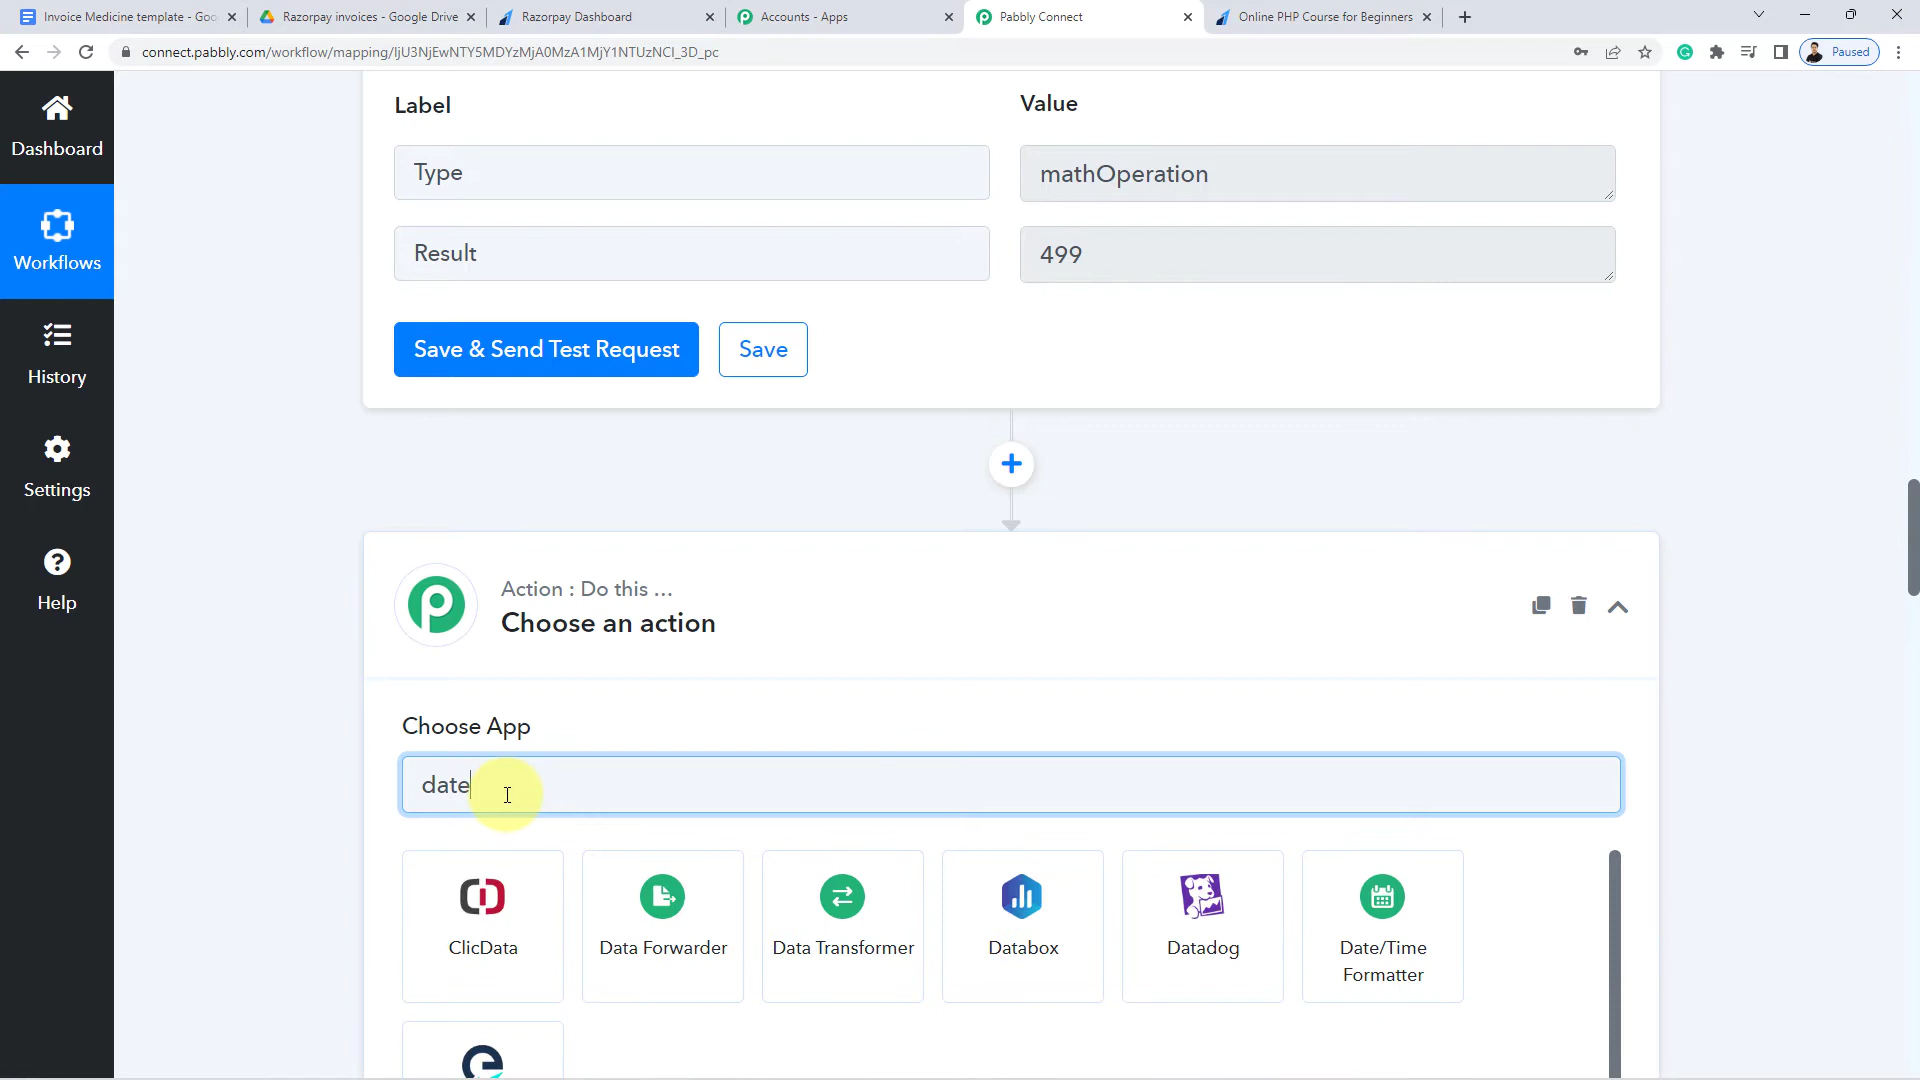 Invoice Medicine template - Goo
Razorpay invoices - Google Drive
Razorpay Dashboard
Accounts - Apps
Pabbly Connect
Online PHP Course for Beginners
connect.pabbly.com/workflow/mapping/IjU3NjEwNTY5MDYzMjA0MzA1MjY1NTUzNCI_3D_pc
Paused
Dashboard
Workflows
History
Settings
Help
Label
Value
Type
mathOperation
Result
499
Save & Send Test Request
Save
Action : Do this ...
Choose an action
Choose App
date
ClicData
Data Forwarder
Data Transformer
Databox
Datadog
Date/Time
Formatter